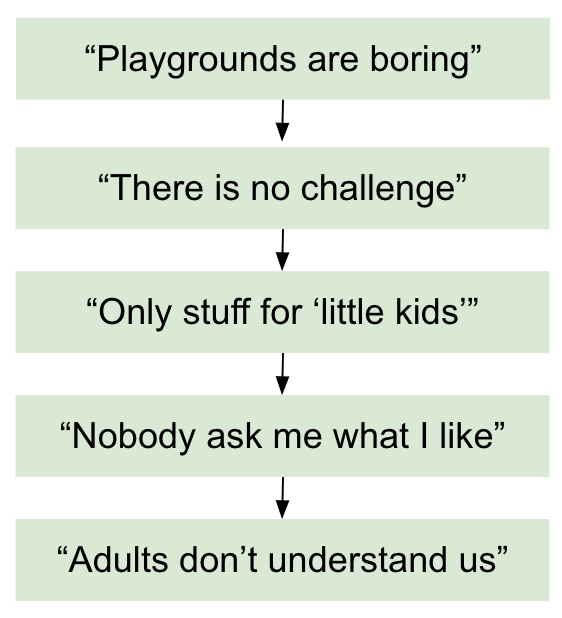 “Playgrounds are boring”
“There is no challenge”
“Only stuff for ‘little kids’”
“Nobody ask me what I like”
“Adults don’t understand us”